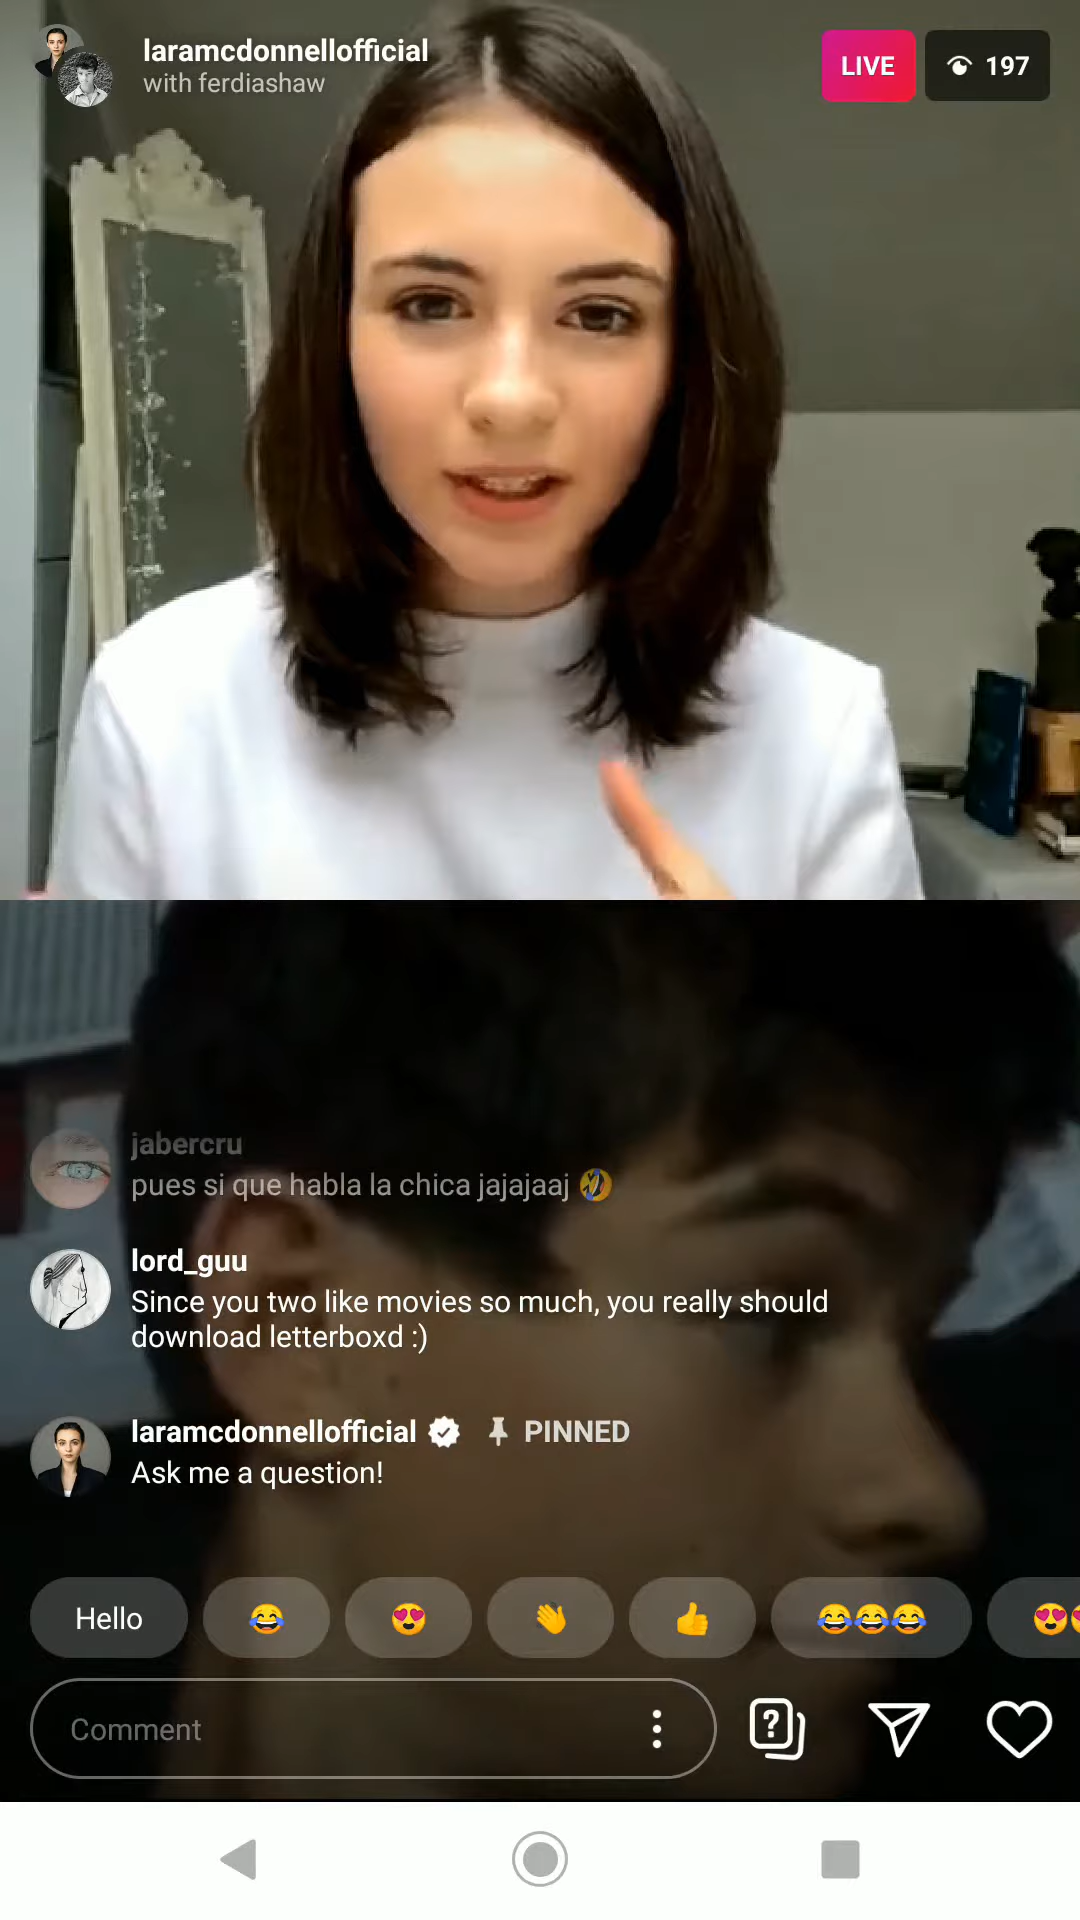 laramcdonnellofficial
with ferdiashaw
LIVE
197
jabercru
pues si que habla la chica jajajaaj 🤣
lord_guu
Since you two like movies so much, you really should
download letterboxd :)
laramcdonnellofficial PINNED
Ask me a question!
Hello 😂 😍 👋 👍 😂😂😂 😍
Comment